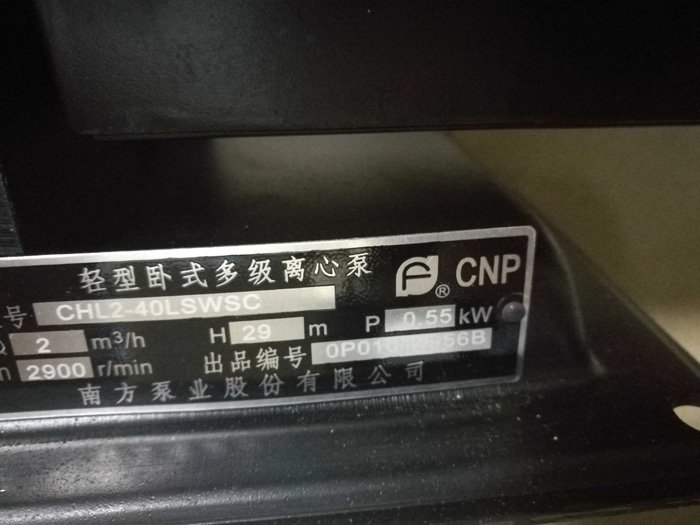 轻型卧式多级离心泵 ® CNP
号 CHL2-40LSWSC
Q 2 m³/h H 29 m P 0.55 kW
n 2900 r/min 出品编号
南方泵业股份有限公司